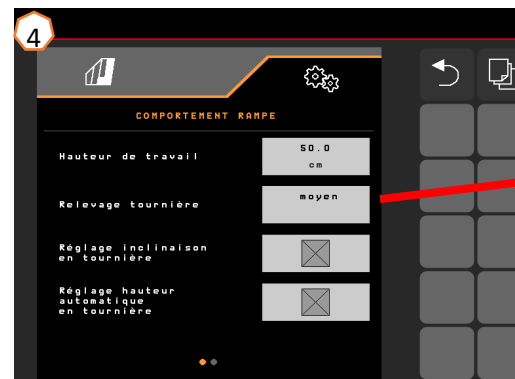 4
COMPORTEMENT RAMPE
Hauteur de travail
50.0
cm
Relevage tournière
moyen
Réglage inclinaison
en tournière
Réglage hauteur
automatique
en tournière